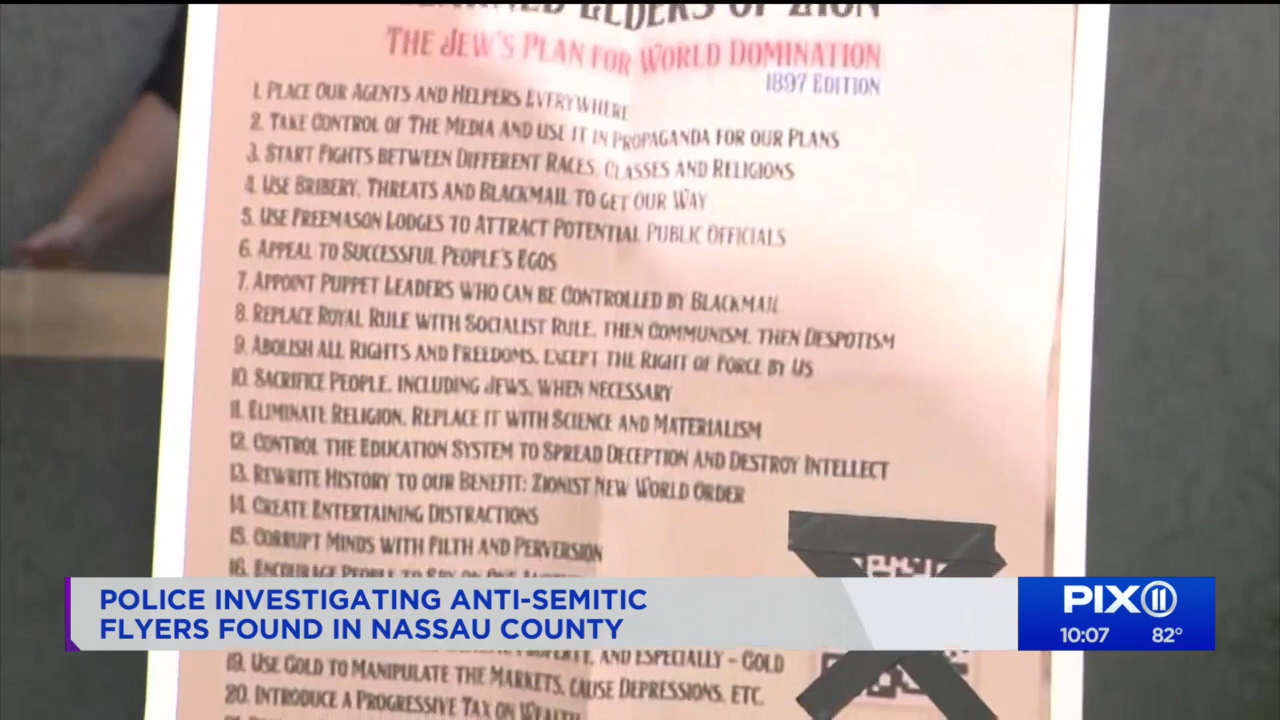 ELDERS OF ZION
THE JEW'S PLAN FOR WORLD DOMINATION
1897 EDITION
1. PLACE OUR AGENTS AND HELPERS EVERYWHERE
2. TAKE CONTROL OF THE MEDIA AND USE IT IN PROPAGANDA FOR OUR PLANS
3. START FIGHTS BETWEEN DIFFERENT RACES, CLASSES AND RELIGIONS
4. USE BRIBERY, THREATS AND BLACKMAIL TO GET OUR WAY
5. USE FREEMASON LODGES TO ATTRACT POTENTIAL PUBLIC OFFICIALS
6. APPEAL TO SUCCESSFUL PEOPLE'S EGOS
7. APPOINT PUPPET LEADERS WHO CAN BE CONTROLLED BY BLACKMAIL
8. REPLACE ROYAL RULE WITH SOCIALIST RULE, THEN COMMUNISM, THEN DESPOTISM
9. ABOLISH ALL RIGHTS AND FREEDOMS, EXCEPT THE RIGHT OF FORCE BY US
10. SACRIFICE PEOPLE, INCLUDING JEWS, WHEN NECESSARY
11. ELIMINATE RELIGION, REPLACE IT WITH SCIENCE AND MATERIALISM
12. CONTROL THE EDUCATION SYSTEM TO SPREAD DECEPTION AND DESTROY INTELLECT
13. REWRITE HISTORY TO OUR BENEFIT: ZIONIST NEW WORLD ORDER
14. CREATE ENTERTAINING DISTRACTIONS
15. CORRUPT MINDS WITH FILTH AND PERVERSION
16. ENCOURAGE PEOPLE TO SPY ON ONE
POLICE INVESTIGATING ANTI-SEMITIC
FLYERS FOUND IN NASSAU COUNTY
PIX11
10:07 82°
PROPERTY, AND ESPECIALLY – GOLD
19. USE GOLD TO MANIPULATE THE MARKETS, CAUSE DEPRESSIONS, ETC.
20. INTRODUCE A PROGRESSIVE TAX ON WEALTH